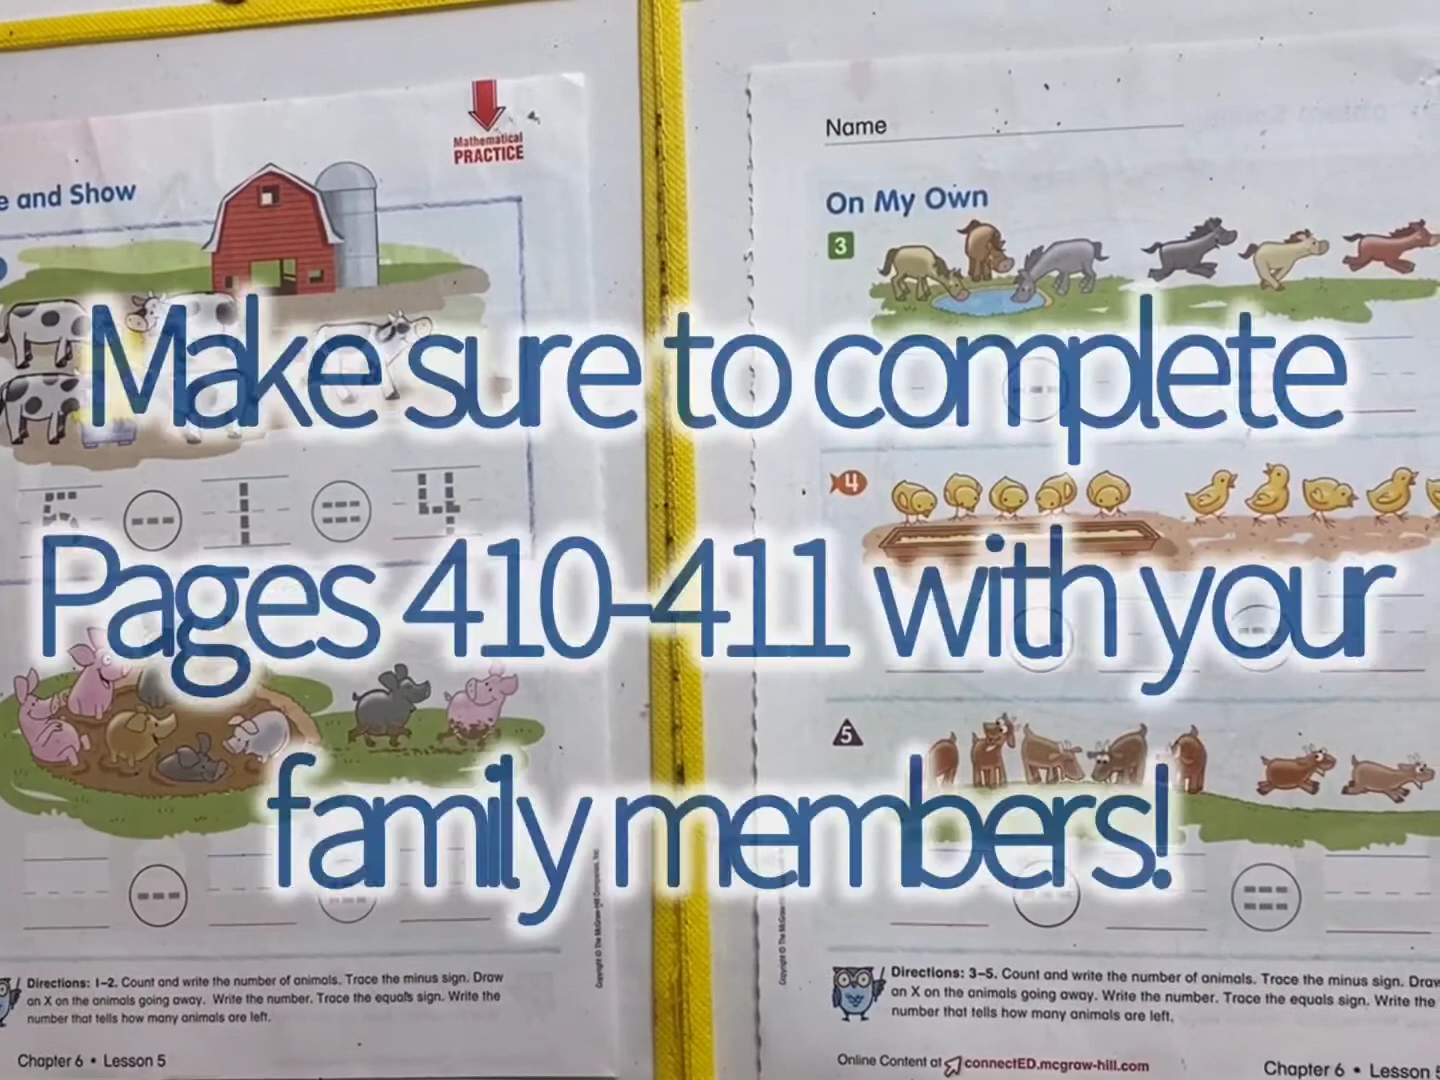 Mathematical
PRACTICE
e and Show
5 - 1 = 4
Name
On My Own
3
4
5
Make sure to complete
Pages 410-411 with your
family members!
Directions: 1–2. Count and write the number of animals. Trace the minus sign. Draw
an X on the animals going away. Write the number. Trace the equals sign. Write the
number that tells how many animals are left.
Chapter 6 • Lesson 5
Directions: 3–5. Count and write the number of animals. Trace the minus sign. Draw
an X on the animals going away. Write the number. Trace the equals sign. Write the
number that tells how many animals are left.
Online Content at connectED.mcgraw-hill.com
Chapter 6 • Lesson 5